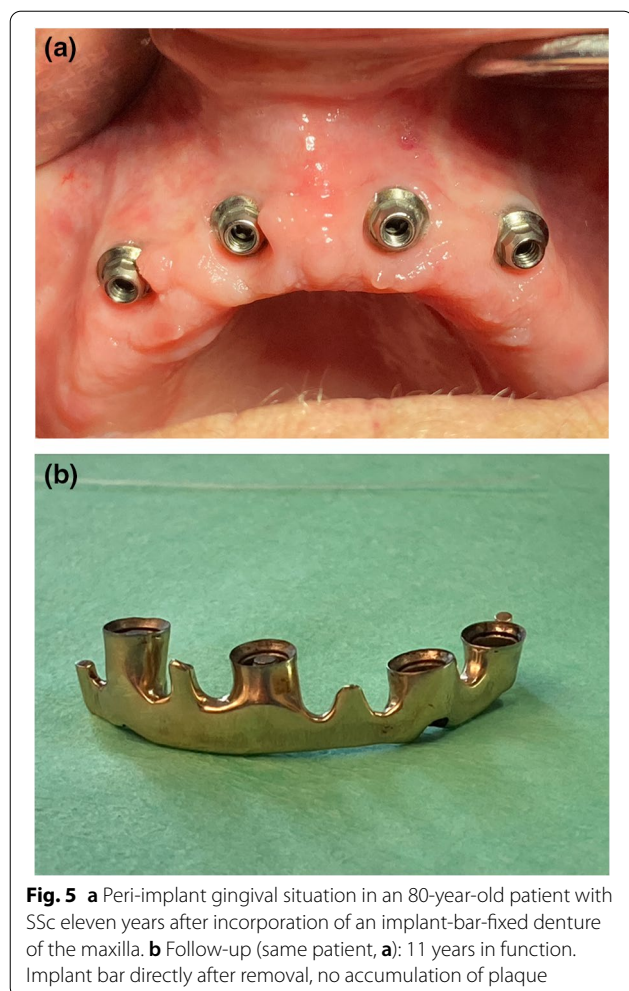 (a)
(b)
Fig. 5 a Peri-implant gingival situation in an 80-year-old patient with
SSc eleven years after incorporation of an implant-bar-fixed denture
of the maxilla. b Follow-up (same patient, a): 11 years in function.
Implant bar directly after removal, no accumulation of plaque